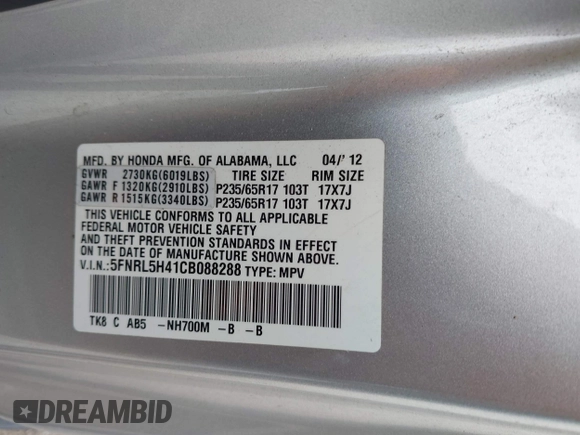 MFD. BY HONDA MFG. OF ALABAMA, LLC 04/'12
GVWR 2730KG(6019LBS) TIRE SIZE RIM SIZE
GAWR F 1320KG(2910LBS) P235/65R17 103T 17X7J
GAWR R 1515KG(3340LBS) P235/65R17 103T 17X7J
THIS VEHICLE CONFORMS TO ALL APPLICABLE
FEDERAL MOTOR VEHICLE SAFETY
AND THEFT PREVENTION STANDARDS IN EFFECT
ON THE DATE OF MANUFACTURE SHOWN ABOVE.
V.I.N.:5FNRL5H41CB088288 TYPE: MPV
TK8 C AB5 -NH700M -B -B
DREAMBID